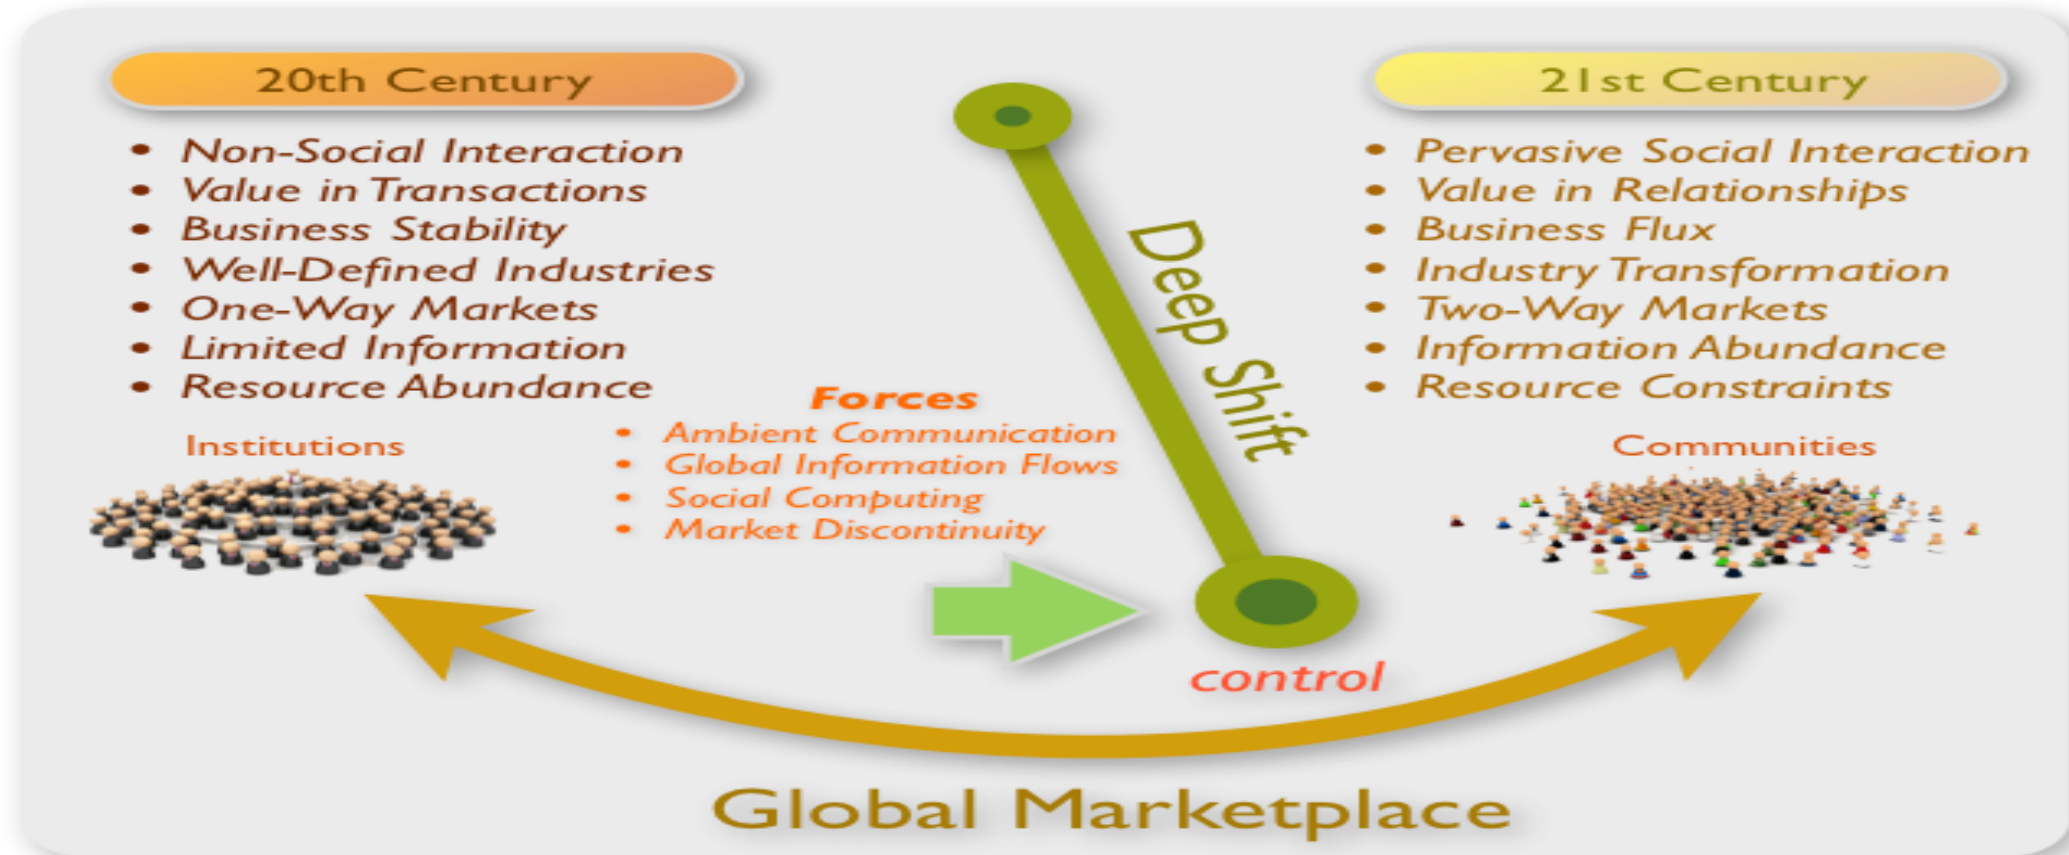 20th Century
• Non-Social Interaction
• Value in Transactions
• Business Stability
• Well-Defined Industries
• One-Way Markets
• Limited Information
• Resource Abundance
Institutions
Forces
• Ambient Communication
• Global Information Flows
• Social Computing
• Market Discontinuity
Deep Shift
control
21st Century
• Pervasive Social Interaction
• Value in Relationships
• Business Flux
• Industry Transformation
• Two-Way Markets
• Information Abundance
• Resource Constraints
Communities
Global Marketplace